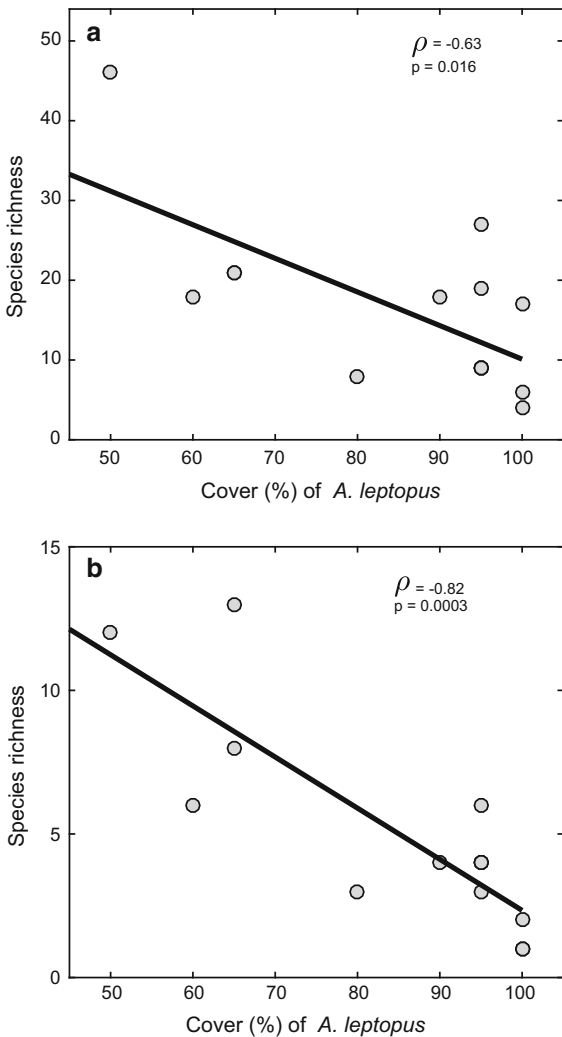 a
ρ = -0.63
p = 0.016
50
40
30
20
10
0
Species richness
50 60 70 80 90 100
Cover (%) of A. leptopus
b
ρ = -0.82
p = 0.0003
15
10
5
0
Species richness
50 60 70 80 90 100
Cover (%) of A. leptopus